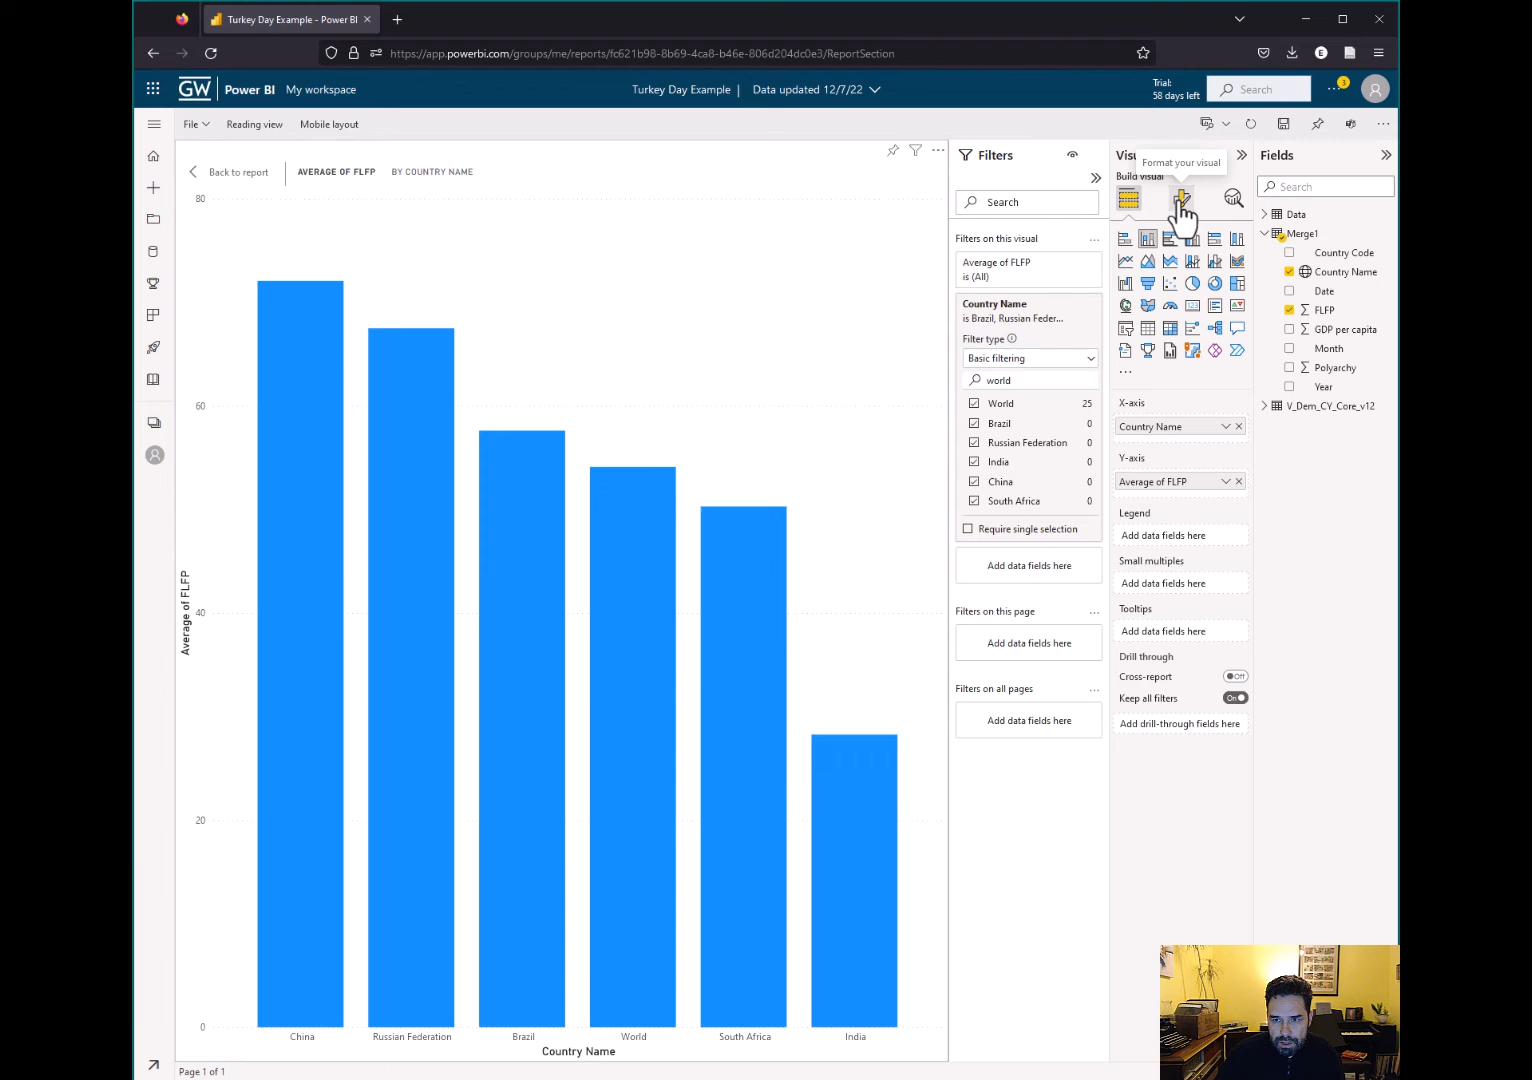 Turkey Day Example - Power BI
https://app.powerbi.com/groups/me/reports/fc621b98-8b69-4ca8-b46e-806d204dc0e3/ReportSection
GW Power BI My workspace
Turkey Day Example | Data updated 12/7/22
Trial:
58 days left
Search
3
File
Reading view
Mobile layout
Back to report
AVERAGE OF FLFP
BY COUNTRY NAME
80
60
40
20
0
Average of FLFP
China
Russian Federation
Brazil
World
South Africa
India
Country Name
Page 1 of 1
Filters
Search
Filters on this visual
Average of FLFP
is (All)
Country Name
is Brazil, Russian Feder...
Filter type
Basic filtering
world
World 25
Brazil 0
Russian Federation 0
India 0
China 0
South Africa 0
Require single selection
Add data fields here
Filters on this page
Add data fields here
Filters on all pages
Add data fields here
Format your visual
Build visual
123
X-axis
Country Name
Y-axis
Average of FLFP
Legend
Add data fields here
Small multiples
Add data fields here
Tooltips
Add data fields here
Drill through
Cross-report Off
Keep all filters On
Add drill-through fields here
Fields
Search
Data
Merge1
Country Code
Country Name
Date
FLFP
GDP per capita
Month
Polyarchy
Year
V_Dem_CY_Core_v12